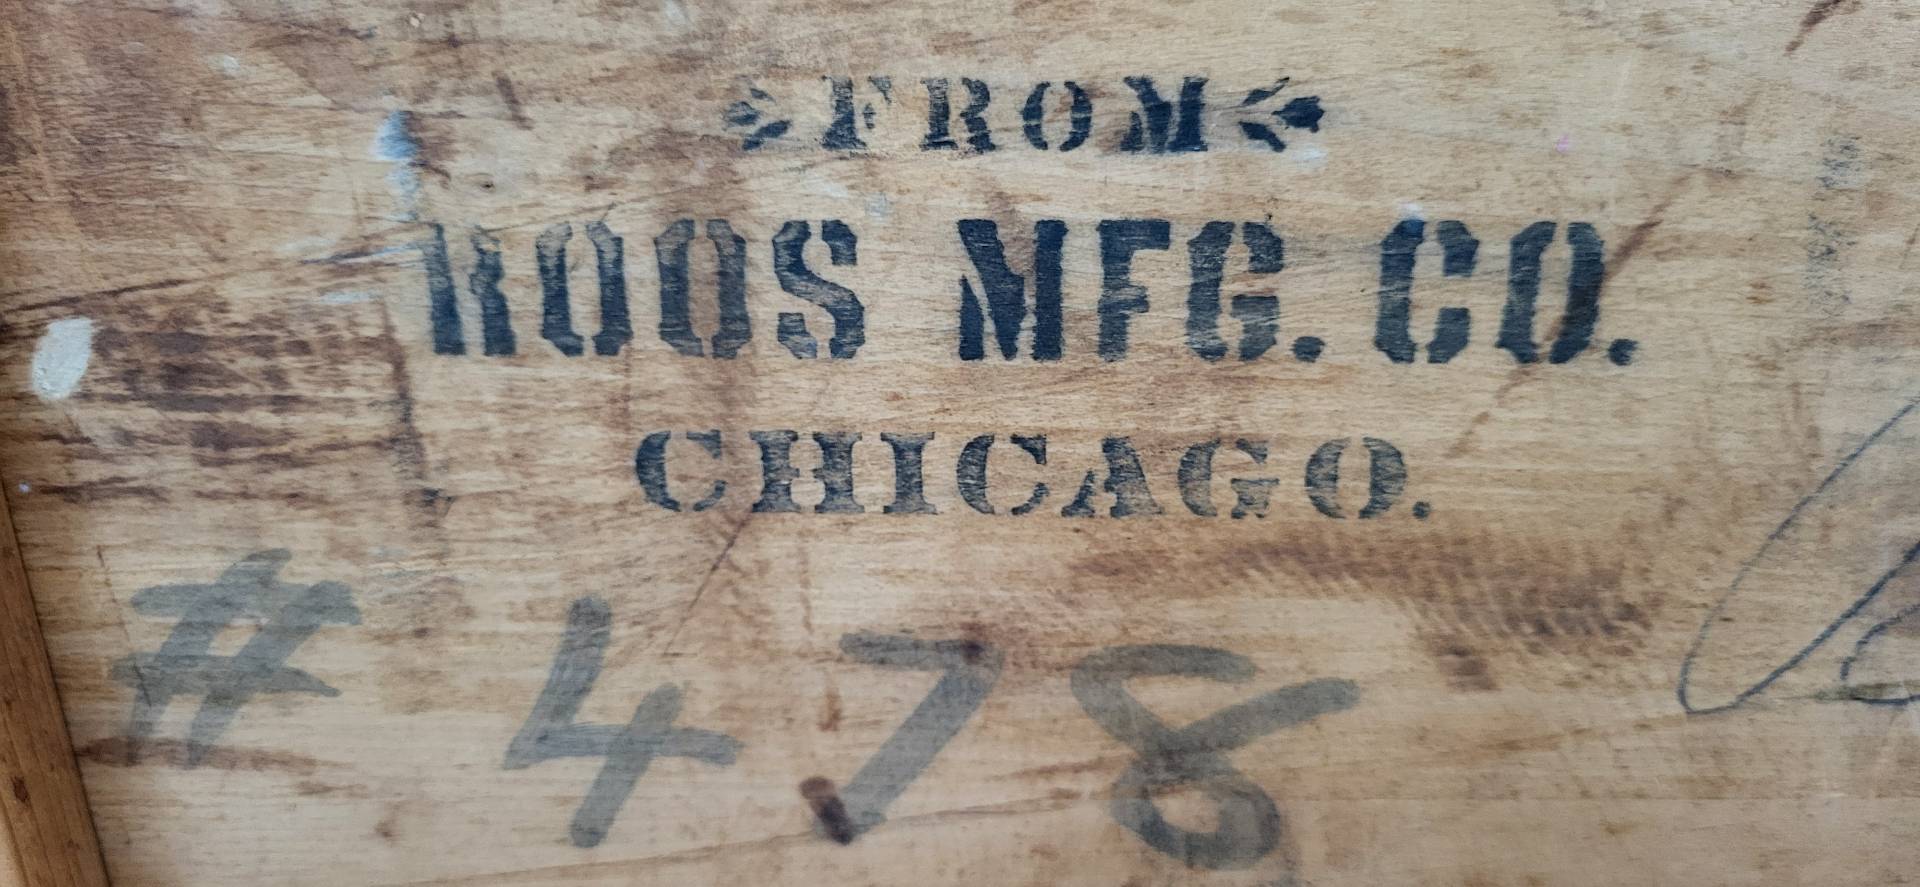 FROM
ROOS MFG. CO.
CHICAGO.
# 478